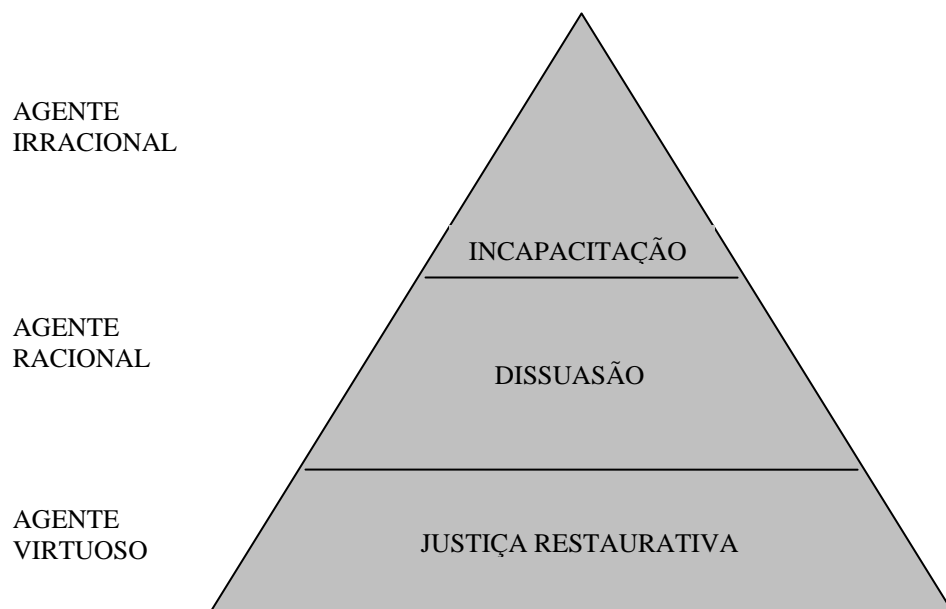 AGENTE
IRRACIONAL
INCAPACITAÇÃO
AGENTE
RACIONAL
DISSUASÃO
AGENTE
VIRTUOSO
JUSTIÇA RESTAURATIVA